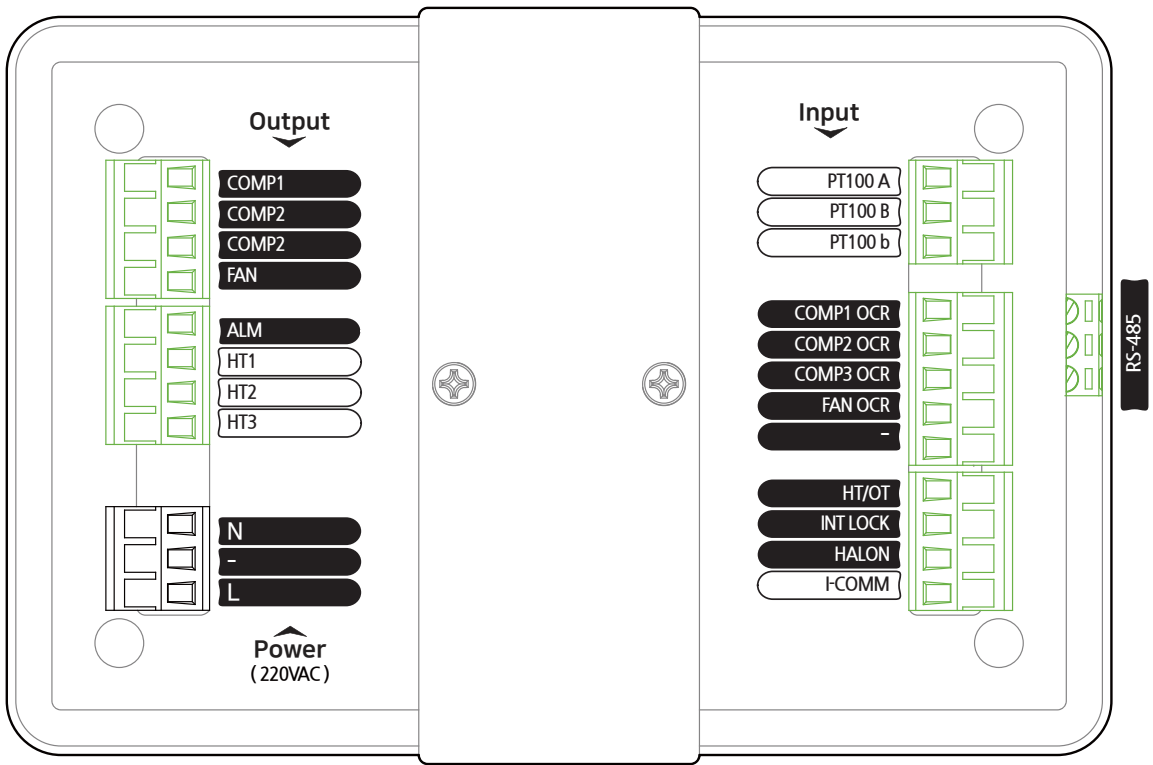 Output
COMP1
COMP2
COMP2
FAN
ALM
HT1
HT2
HT3
N
-
L
Power
(220VAC)
Input
PT100 A
PT100 B
PT100 b
COMP1 OCR
COMP2 OCR
COMP3 OCR
FAN OCR
-
HT/OT
INT LOCK
HALON
I-COMM
RS-485